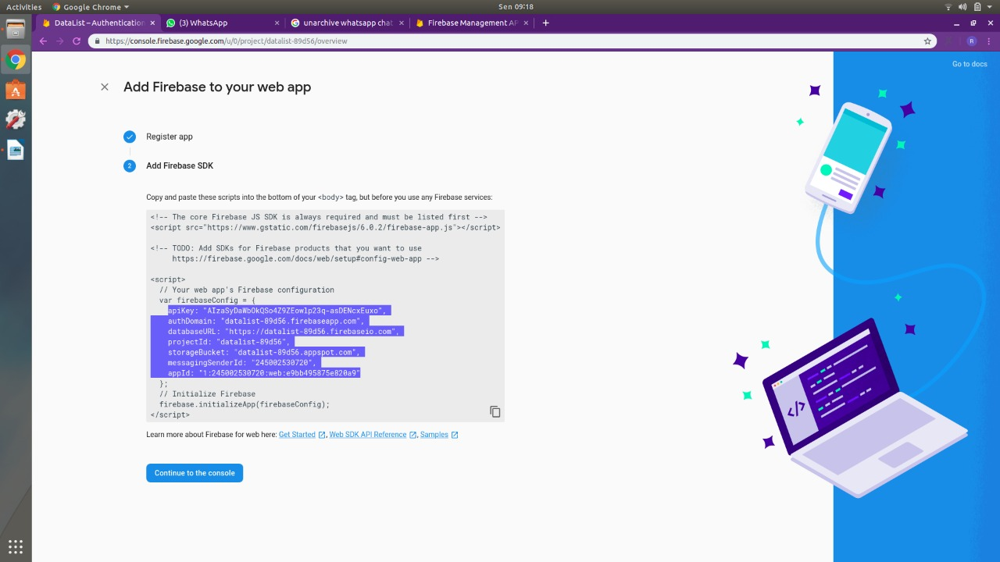 Activities
Google Chrome
Sen 09:18
DataList – Authentication
(3) WhatsApp
unarchive whatsapp chat
Firebase Management AP
https://console.firebase.google.com/u/0/project/datalist-89d56/overview
R
Go to docs
Add Firebase to your web app
Register app
2 Add Firebase SDK
Copy and paste these scripts into the bottom of your <body> tag, but before you use any Firebase services:
<!-- The core Firebase JS SDK is always required and must be listed first -->
<script src="https://www.gstatic.com/firebasejs/6.0.2/firebase-app.js"></script>
<!-- TODO: Add SDKs for Firebase products that you want to use
https://firebase.google.com/docs/web/setup#config-web-app -->
<script>
// Your web app's Firebase configuration
var firebaseConfig = {
apiKey: "AIzaSyDaWbOkQSo4Z9ZEowlp23q-asDENcxEuxo",
authDomain: "datalist-89d56.firebaseapp.com",
databaseURL: "https://datalist-89d56.firebaseio.com",
projectId: "datalist-89d56",
storageBucket: "datalist-89d56.appspot.com",
messagingSenderId: "245002530720",
appId: "1:245002530720:web:e9bb495875e820a9"
};
// Initialize Firebase
firebase.initializeApp(firebaseConfig);
</script>
Learn more about Firebase for web here: Get Started, Web SDK API Reference, Samples
Continue to the console